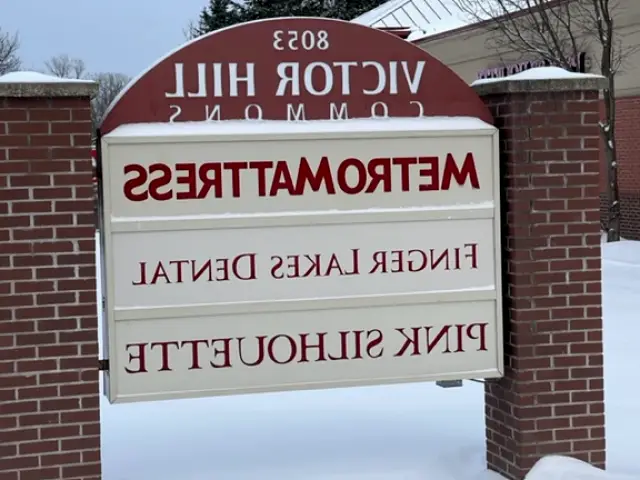 8053
VICTOR HILL
COMMONS
METROMATTRESS
FINGER LAKES DENTAL
PINK SILHOUETTE